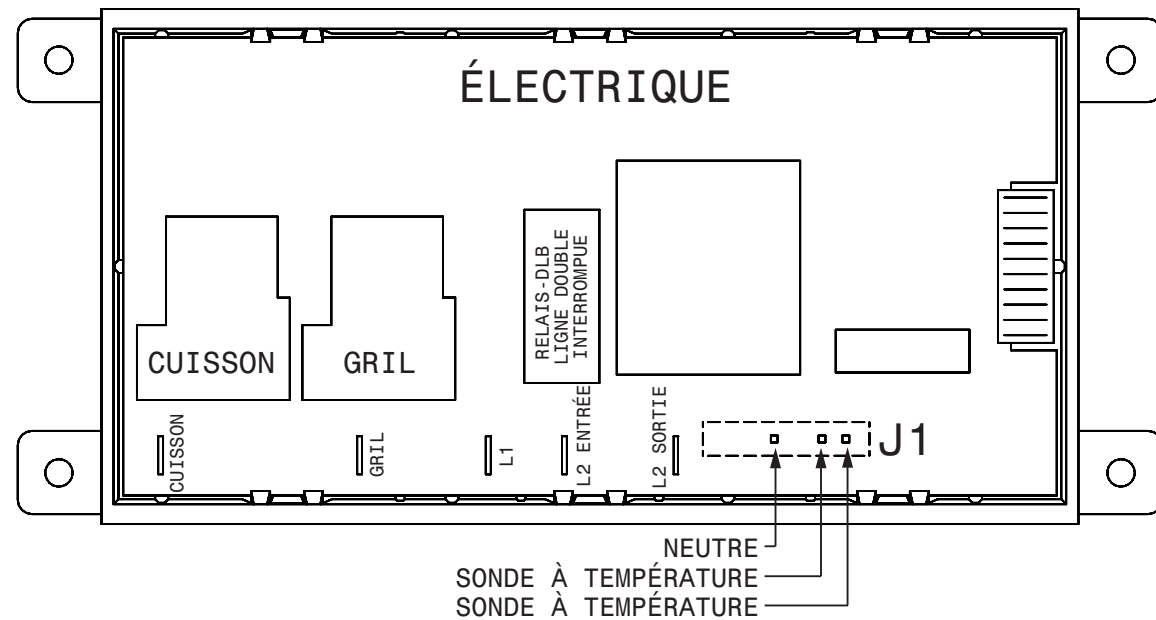 ÉLECTRIQUE
CUISSON
GRIL
RELAIS-DLB
LIGNE DOUBLE
INTERROMPUE
CUISSON
GRIL
L1
L2 ENTRÉE
L2 SORTIE
J1
NEUTRE
SONDE À TEMPÉRATURE
SONDE À TEMPÉRATURE